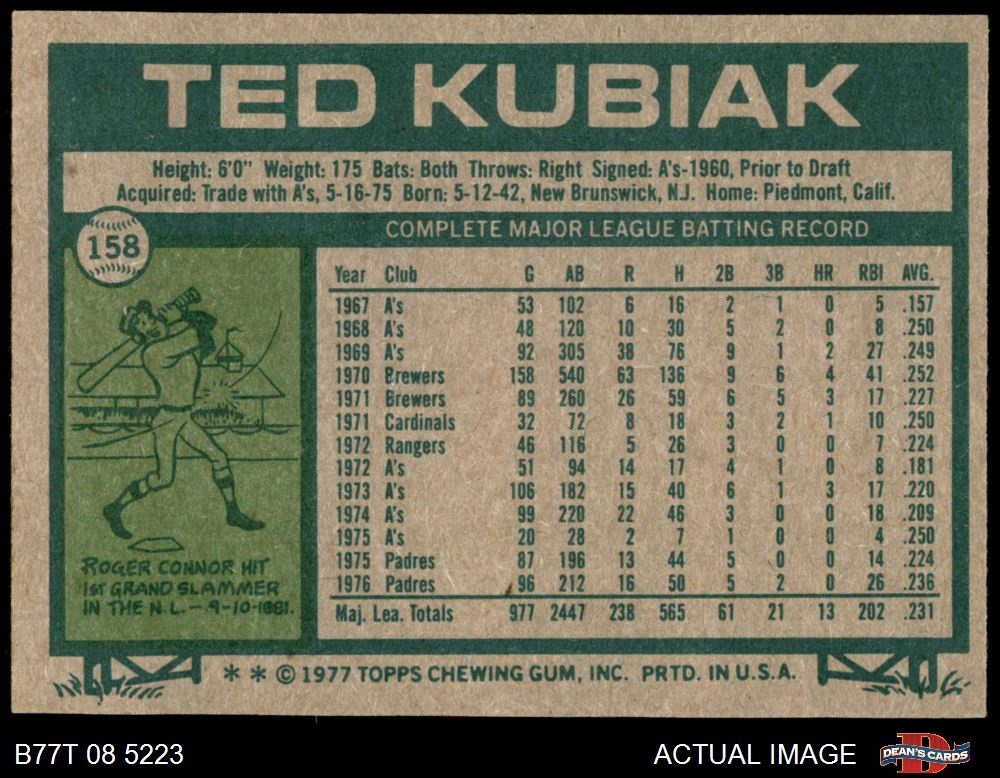 TED KUBIAK
Height: 6'0" Weight: 175 Bats: Both Throws: Right Signed: A's-1960, Prior to Draft
Acquired: Trade with A's, 5-16-75 Born: 5-12-42, New Brunswick, N.J. Home: Piedmont, Calif.
158
COMPLETE MAJOR LEAGUE BATTING RECORD
Year Club G AB R H 2B 3B HR RBI AVG.
1967 A's 53 102 6 16 2 1 0 5 .157
1968 A's 48 120 10 30 5 2 0 8 .250
1969 A's 92 305 38 76 9 1 2 27 .249
1970 Brewers 158 540 63 136 9 6 4 41 .252
1971 Brewers 89 260 26 59 6 5 3 17 .227
1971 Cardinals 32 72 8 18 3 2 1 10 .250
1972 Rangers 46 116 5 26 3 0 0 7 .224
1972 A's 51 94 14 17 4 1 0 8 .181
1973 A's 106 182 15 40 6 1 3 17 .220
1974 A's 99 220 22 46 3 0 0 18 .209
1975 A's 20 28 2 7 1 0 0 4 .250
1975 Padres 87 196 13 44 5 0 0 14 .224
1976 Padres 96 212 16 50 5 2 0 26 .236
Maj. Lea. Totals 977 2447 238 565 61 21 13 202 .231
ROGER CONNOR HIT
1ST GRAND SLAMMER
IN THE N.L. – 9-10-1881.
* * © 1977 TOPPS CHEWING GUM, INC. PRTD. IN U.S.A.
B77T 08 5223
ACTUAL IMAGE
DEAN'S CARDS